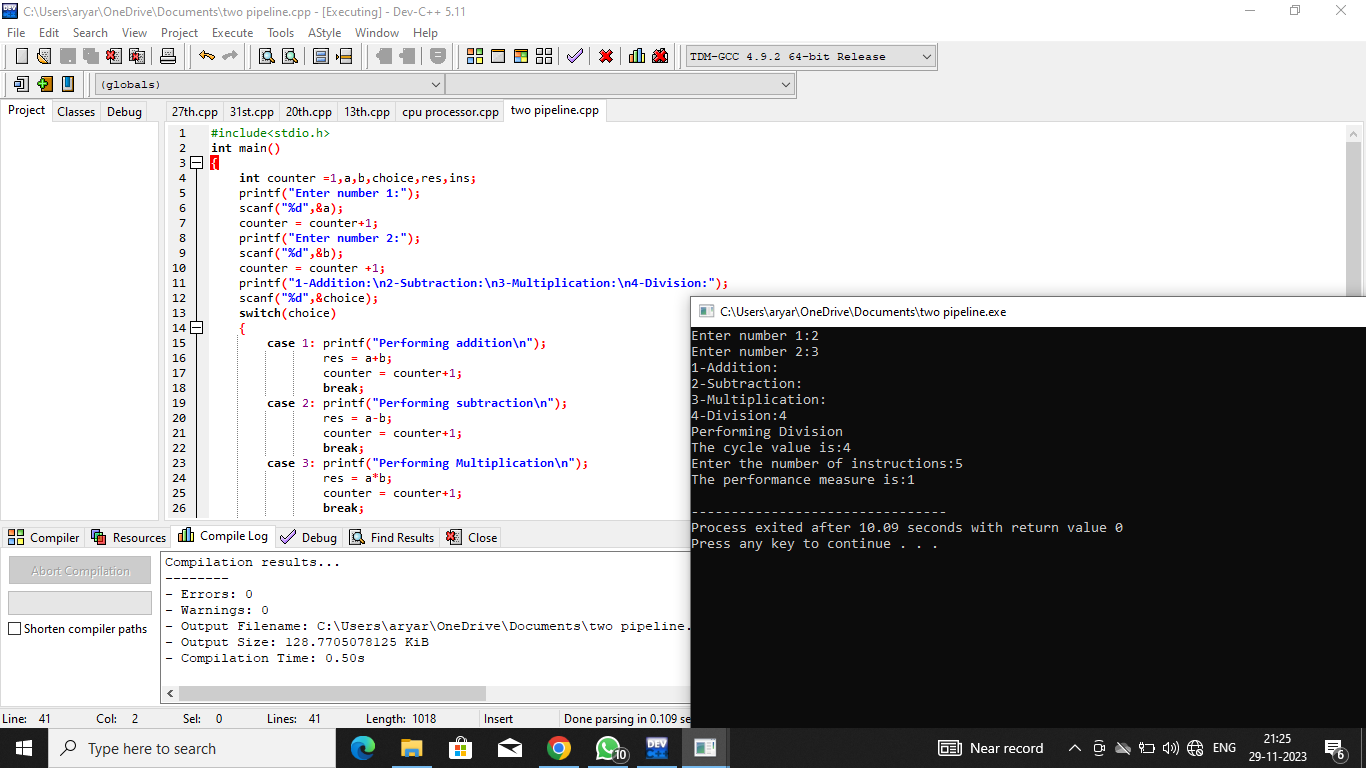 C:\Users\aryar\OneDrive\Documents\two pipeline.cpp - [Executing] - Dev-C++ 5.11
File Edit Search View Project Execute Tools AStyle Window Help
TDM-GCC 4.9.2 64-bit Release
(globals)
Project Classes Debug 27th.cpp 31st.cpp 20th.cpp 13th.cpp cpu processor.cpp two pipeline.cpp
1 #include<stdio.h>
2 int main()
3 {
4 int counter =1,a,b,choice,res,ins;
5 printf("Enter number 1:");
6 scanf("%d",&a);
7 counter = counter+1;
8 printf("Enter number 2:");
9 scanf("%d",&b);
10 counter = counter +1;
11 printf("1-Addition:\n2-Subtraction:\n3-Multiplication:\n4-Division:");
12 scanf("%d",&choice);
13 switch(choice)
14 {
15 case 1: printf("Performing addition\n");
16 res = a+b;
17 counter = counter+1;
18 break;
19 case 2: printf("Performing subtraction\n");
20 res = a-b;
21 counter = counter+1;
22 break;
23 case 3: printf("Performing Multiplication\n");
24 res = a*b;
25 counter = counter+1;
26 break;
C:\Users\aryar\OneDrive\Documents\two pipeline.exe
Enter number 1:2
Enter number 2:3
1-Addition:
2-Subtraction:
3-Multiplication:
4-Division:4
Performing Division
The cycle value is:4
Enter the number of instructions:5
The performance measure is:1
--------------------------------
Process exited after 10.09 seconds with return value 0
Press any key to continue . . .
Compiler Resources Compile Log Debug Find Results Close
Abort Compilation
Shorten compiler paths
Compilation results...
--------
- Errors: 0
- Warnings: 0
- Output Filename: C:\Users\aryar\OneDrive\Documents\two pipeline.
- Output Size: 128.7705078125 KiB
- Compilation Time: 0.50s
Line: 41 Col: 2 Sel: 0 Lines: 41 Length: 1018 Insert Done parsing in 0.109 se
Type here to search
10
DEV
Near record
ENG
21:25
29-11-2023
6